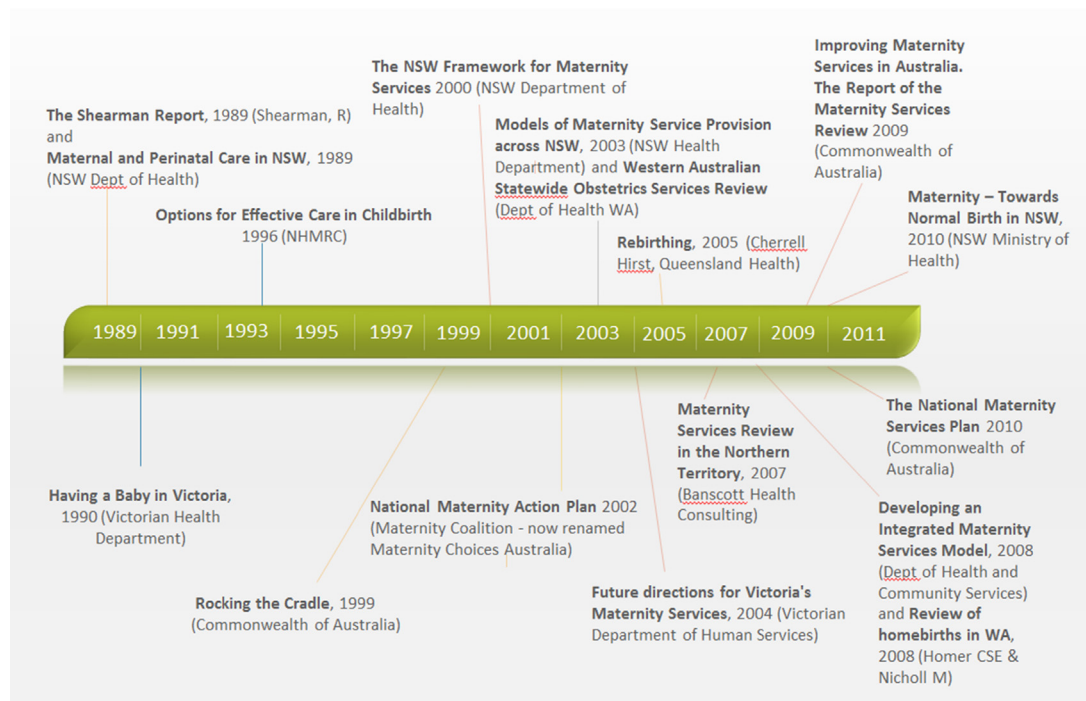 The Shearman Report, 1989 (Shearman, R)
and
Maternal and Perinatal Care in NSW, 1989
(NSW Dept of Health)
Options for Effective Care in Childbirth
1996 (NHMRC)
The NSW Framework for Maternity
Services 2000 (NSW Department of
Health)
Models of Maternity Service Provision
across NSW, 2003 (NSW Health
Department) and Western Australian
Statewide Obstetrics Services Review
(Dept of Health WA)
Rebirthing, 2005 (Cherrell
Hirst, Queensland Health)
Improving Maternity
Services in Australia.
The Report of the
Maternity Services
Review 2009
(Commonwealth of
Australia)
Maternity – Towards
Normal Birth in NSW,
2010 (NSW Ministry of
Health)
1989 1991 1993 1995 1997 1999 2001 2003 2005 2007 2009 2011
Having a Baby in Victoria,
1990 (Victorian Health
Department)
Rocking the Cradle, 1999
(Commonwealth of Australia)
National Maternity Action Plan 2002
(Maternity Coalition - now renamed
Maternity Choices Australia)
Future directions for Victoria's
Maternity Services, 2004 (Victorian
Department of Human Services)
Maternity
Services Review
in the Northern
Territory, 2007
(Banscott Health
Consulting)
The National Maternity
Services Plan 2010
(Commonwealth of
Australia)
Developing an
Integrated Maternity
Services Model, 2008
(Dept of Health and
Community Services)
and Review of
homebirths in WA,
2008 (Homer CSE &
Nicholl M)